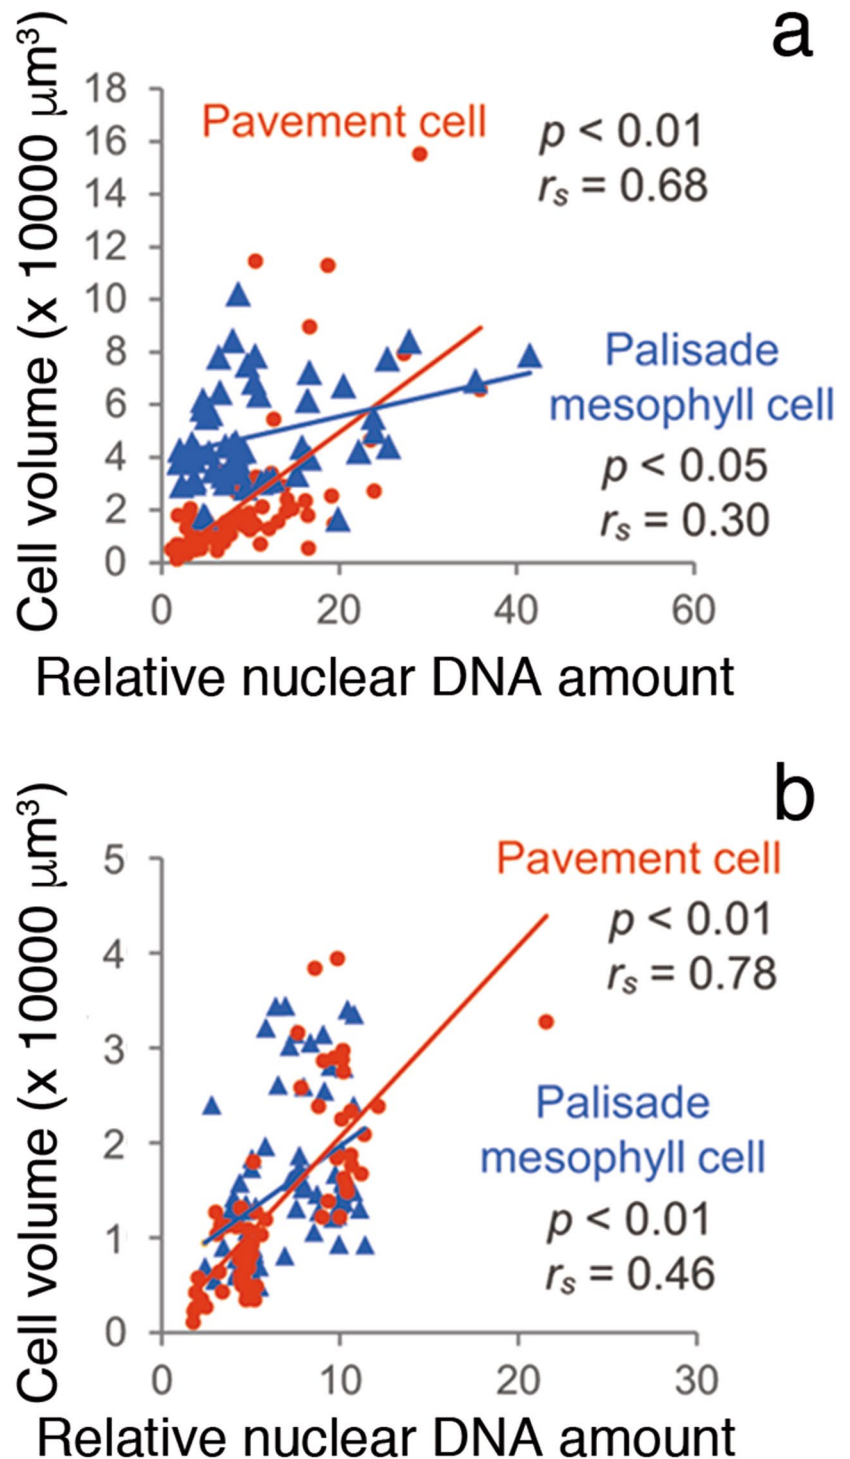 a
Cell volume (x 10000 μm³)
18
16
14
12
10
8
6
4
2
0
Pavement cell
p < 0.01
rs = 0.68
Palisade
mesophyll cell
p < 0.05
rs = 0.30
0 20 40 60
Relative nuclear DNA amount
b
Cell volume (x 10000 μm³)
5
4
3
2
1
0
Pavement cell
p < 0.01
rs = 0.78
Palisade
mesophyll cell
p < 0.01
rs = 0.46
0 10 20 30
Relative nuclear DNA amount